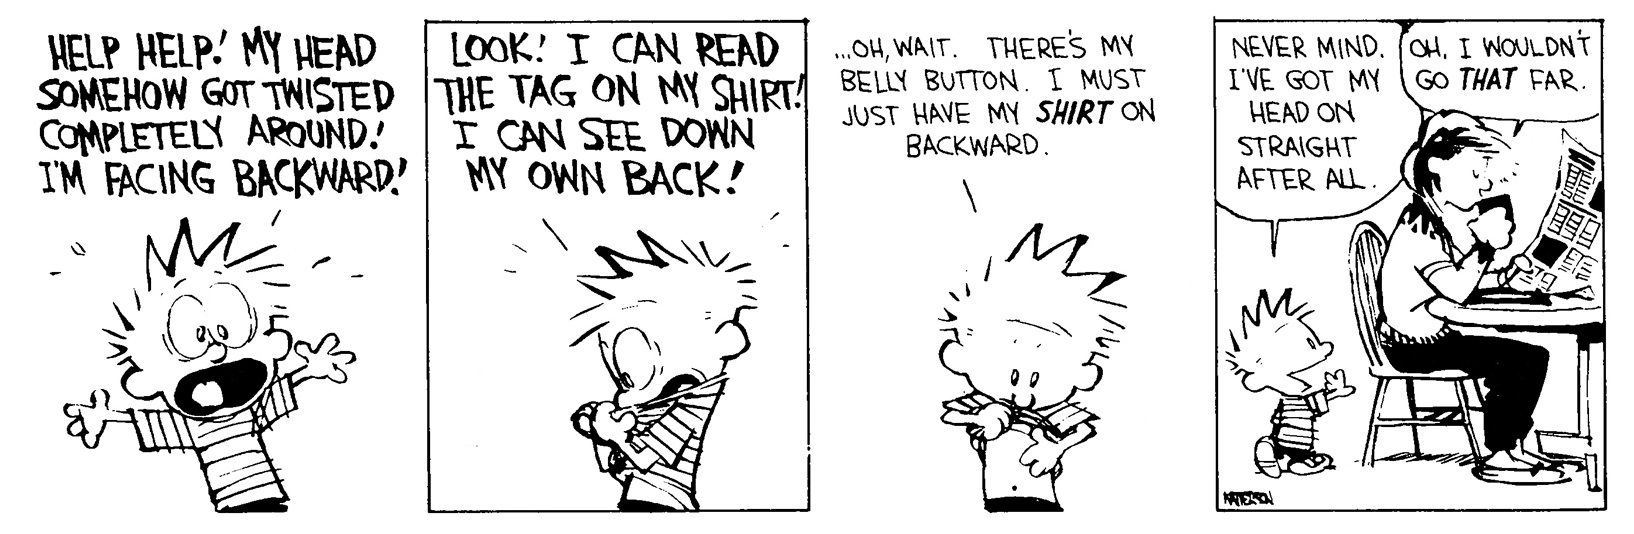 HELP HELP! MY HEAD
SOMEHOW GOT TWISTED
COMPLETELY AROUND!
I'M FACING BACKWARD!
LOOK! I CAN READ
THE TAG ON MY SHIRT!
I CAN SEE DOWN
MY OWN BACK!
...OH, WAIT. THERE'S MY
BELLY BUTTON. I MUST
JUST HAVE MY SHIRT ON
BACKWARD.
NEVER MIND.
I'VE GOT MY
HEAD ON
STRAIGHT
AFTER ALL.
OH, I WOULDN'T
GO THAT FAR.
WATTERSON